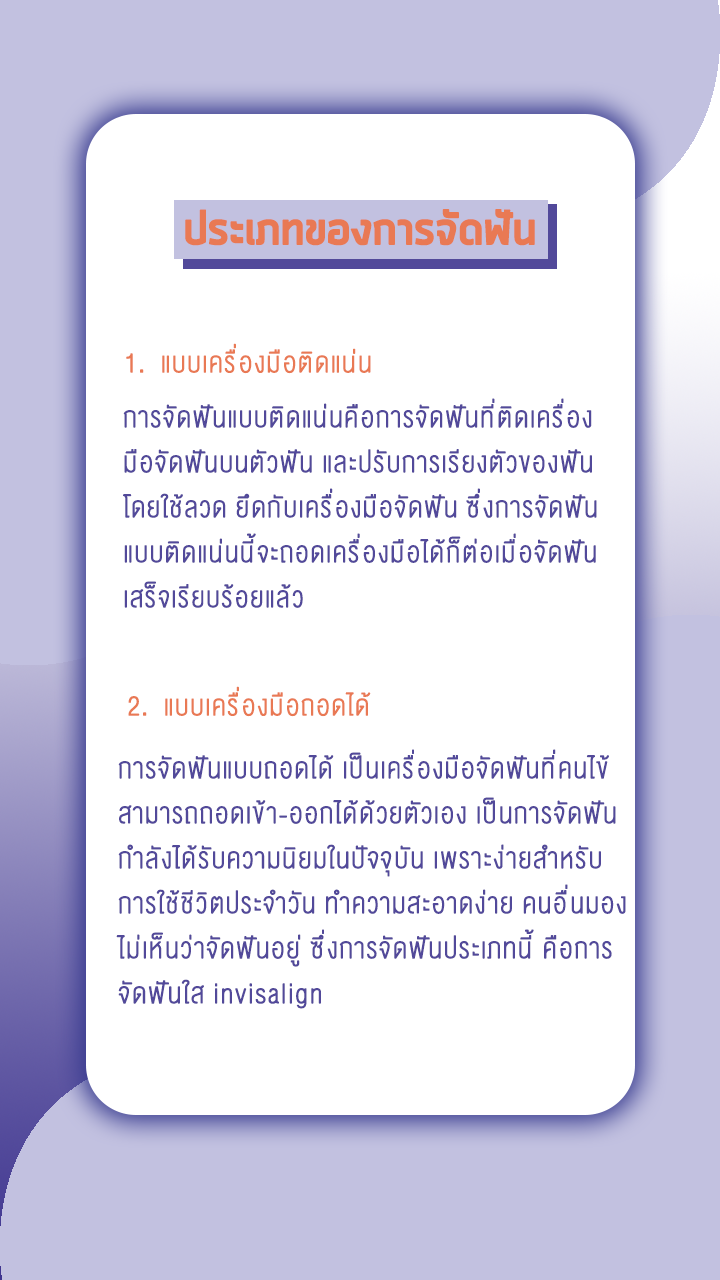 ประเภทของการจัดฟัน
1. แบบเครื่องมือติดแน่น
การจัดฟันแบบติดแน่นคือการจัดฟันที่ติดเครื่อง
มือจัดฟันบนตัวฟัน และปรับการเรียงตัวของฟัน
โดยใช้ลวด ยึดกับเครื่องมือจัดฟัน ซึ่งการจัดฟัน
แบบติดแน่นนี้จะถอดเครื่องมือได้ก็ต่อเมื่อจัดฟัน
เสร็จเรียบร้อยแล้ว
2. แบบเครื่องมือถอดได้
การจัดฟันแบบถอดได้ เป็นเครื่องมือจัดฟันที่คนไข้
สามารถถอดเข้า-ออกได้ด้วยตัวเอง เป็นการจัดฟัน
กำลังได้รับความนิยมในปัจจุบัน เพราะง่ายสำหรับ
การใช้ชีวิตประจำวัน ทำความสะอาดง่าย คนอื่นมอง
ไม่เห็นว่าจัดฟันอยู่ ซึ่งการจัดฟันประเภทนี้ คือการ
จัดฟันใส invisalign